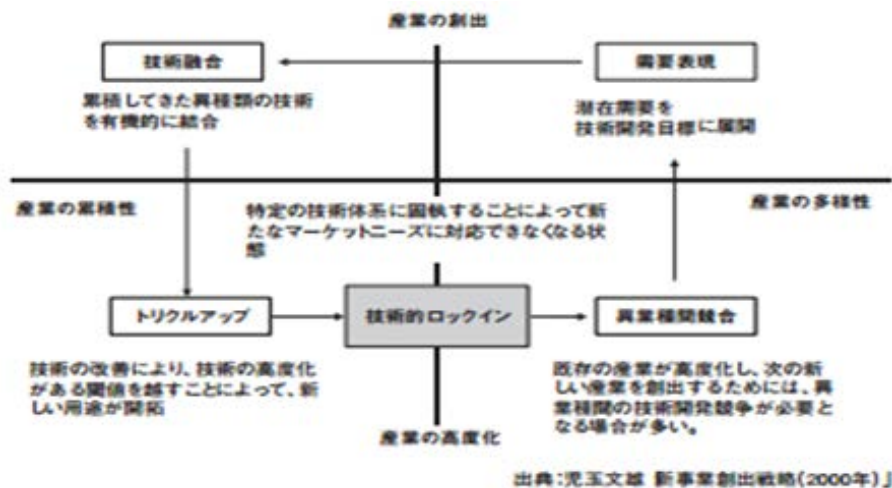 産業の創出
技術融合
需要表現
累積してきた異種類の技術
を有機的に結合
潜在需要を
技術開発目標に展開
産業の累積性
産業の多様性
特定の技術体系に固執することによって新
たなマーケットニーズに対応できなくなる状
態
トリクルアップ
技術的ロックイン
異業種間競合
技術の改善により、技術の高度化
がある閾値を越すことによって、新
しい用途が開拓
既存の産業が高度化し、次の新
しい産業を創出するためには、異
業種間の技術開発競争が必要と
なる場合が多い。
産業の高度化
出典:児玉文雄 「新事業創出戦略(2000年)」